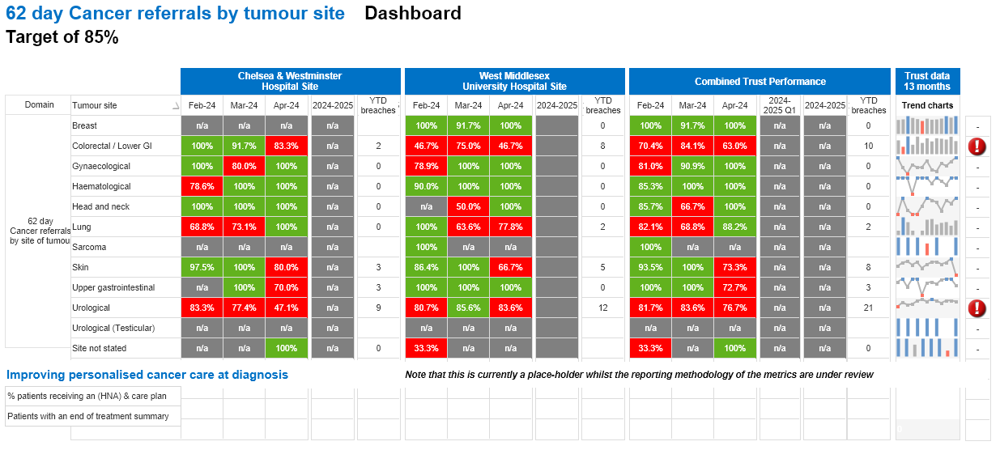 62 day Cancer referrals by tumour site Dashboard
Target of 85%
Chelsea & Westminster
Hospital Site
West Middlesex
University Hospital Site
Combined Trust Performance
Trust data
13 months
Domain Tumour site Feb-24 Mar-24 Apr-24 2024-2025 YTD breaches Feb-24 Mar-24 Apr-24 2024-2025 YTD breaches Feb-24 Mar-24 Apr-24 2024-2025 Q1 2024-2025 YTD breaches Trend charts
62 day
Cancer referrals
by site of tumour
Breast n/a n/a n/a n/a 100% 91.7% 100% 0 100% 91.7% 100% n/a n/a 0 -
Colorectal / Lower GI 100% 91.7% 83.3% n/a 2 46.7% 75.0% 46.7% 8 70.4% 84.1% 63.0% n/a n/a 10 !
Gynaecological 100% 80.0% 100% n/a 0 78.9% 100% 100% 0 81.0% 90.9% 100% n/a n/a 0 -
Haematological 78.6% 100% 100% n/a 0 90.0% 100% 100% 0 85.3% 100% 100% n/a n/a 0 -
Head and neck 100% 100% 100% n/a 0 n/a 50.0% 100% 0 85.7% 66.7% 100% n/a n/a 0 -
Lung 68.8% 73.1% 100% n/a 0 100% 63.6% 77.8% 2 82.1% 68.8% 88.2% n/a n/a 2 -
Sarcoma n/a n/a n/a n/a 100% n/a n/a 100% n/a n/a n/a n/a -
Skin 97.5% 100% 80.0% n/a 3 86.4% 100% 66.7% 5 93.5% 100% 73.3% n/a n/a 8 -
Upper gastrointestinal n/a 100% 70.0% n/a 3 100% 100% 100% 0 100% 100% 72.7% n/a n/a 3 -
Urological 83.3% 77.4% 47.1% n/a 9 80.7% 85.6% 83.6% 12 81.7% 83.6% 76.7% n/a n/a 21 !
Urological (Testicular) n/a n/a n/a n/a n/a n/a n/a n/a n/a n/a n/a n/a -
Site not stated n/a n/a 100% n/a 0 33.3% n/a n/a 33.3% n/a 100% n/a n/a 0 -
Improving personalised cancer care at diagnosis Note that this is currently a place-holder whilst the reporting methodology of the metrics are under review
% patients receiving an (HNA) & care plan
Patients with an end of treatment summary
0